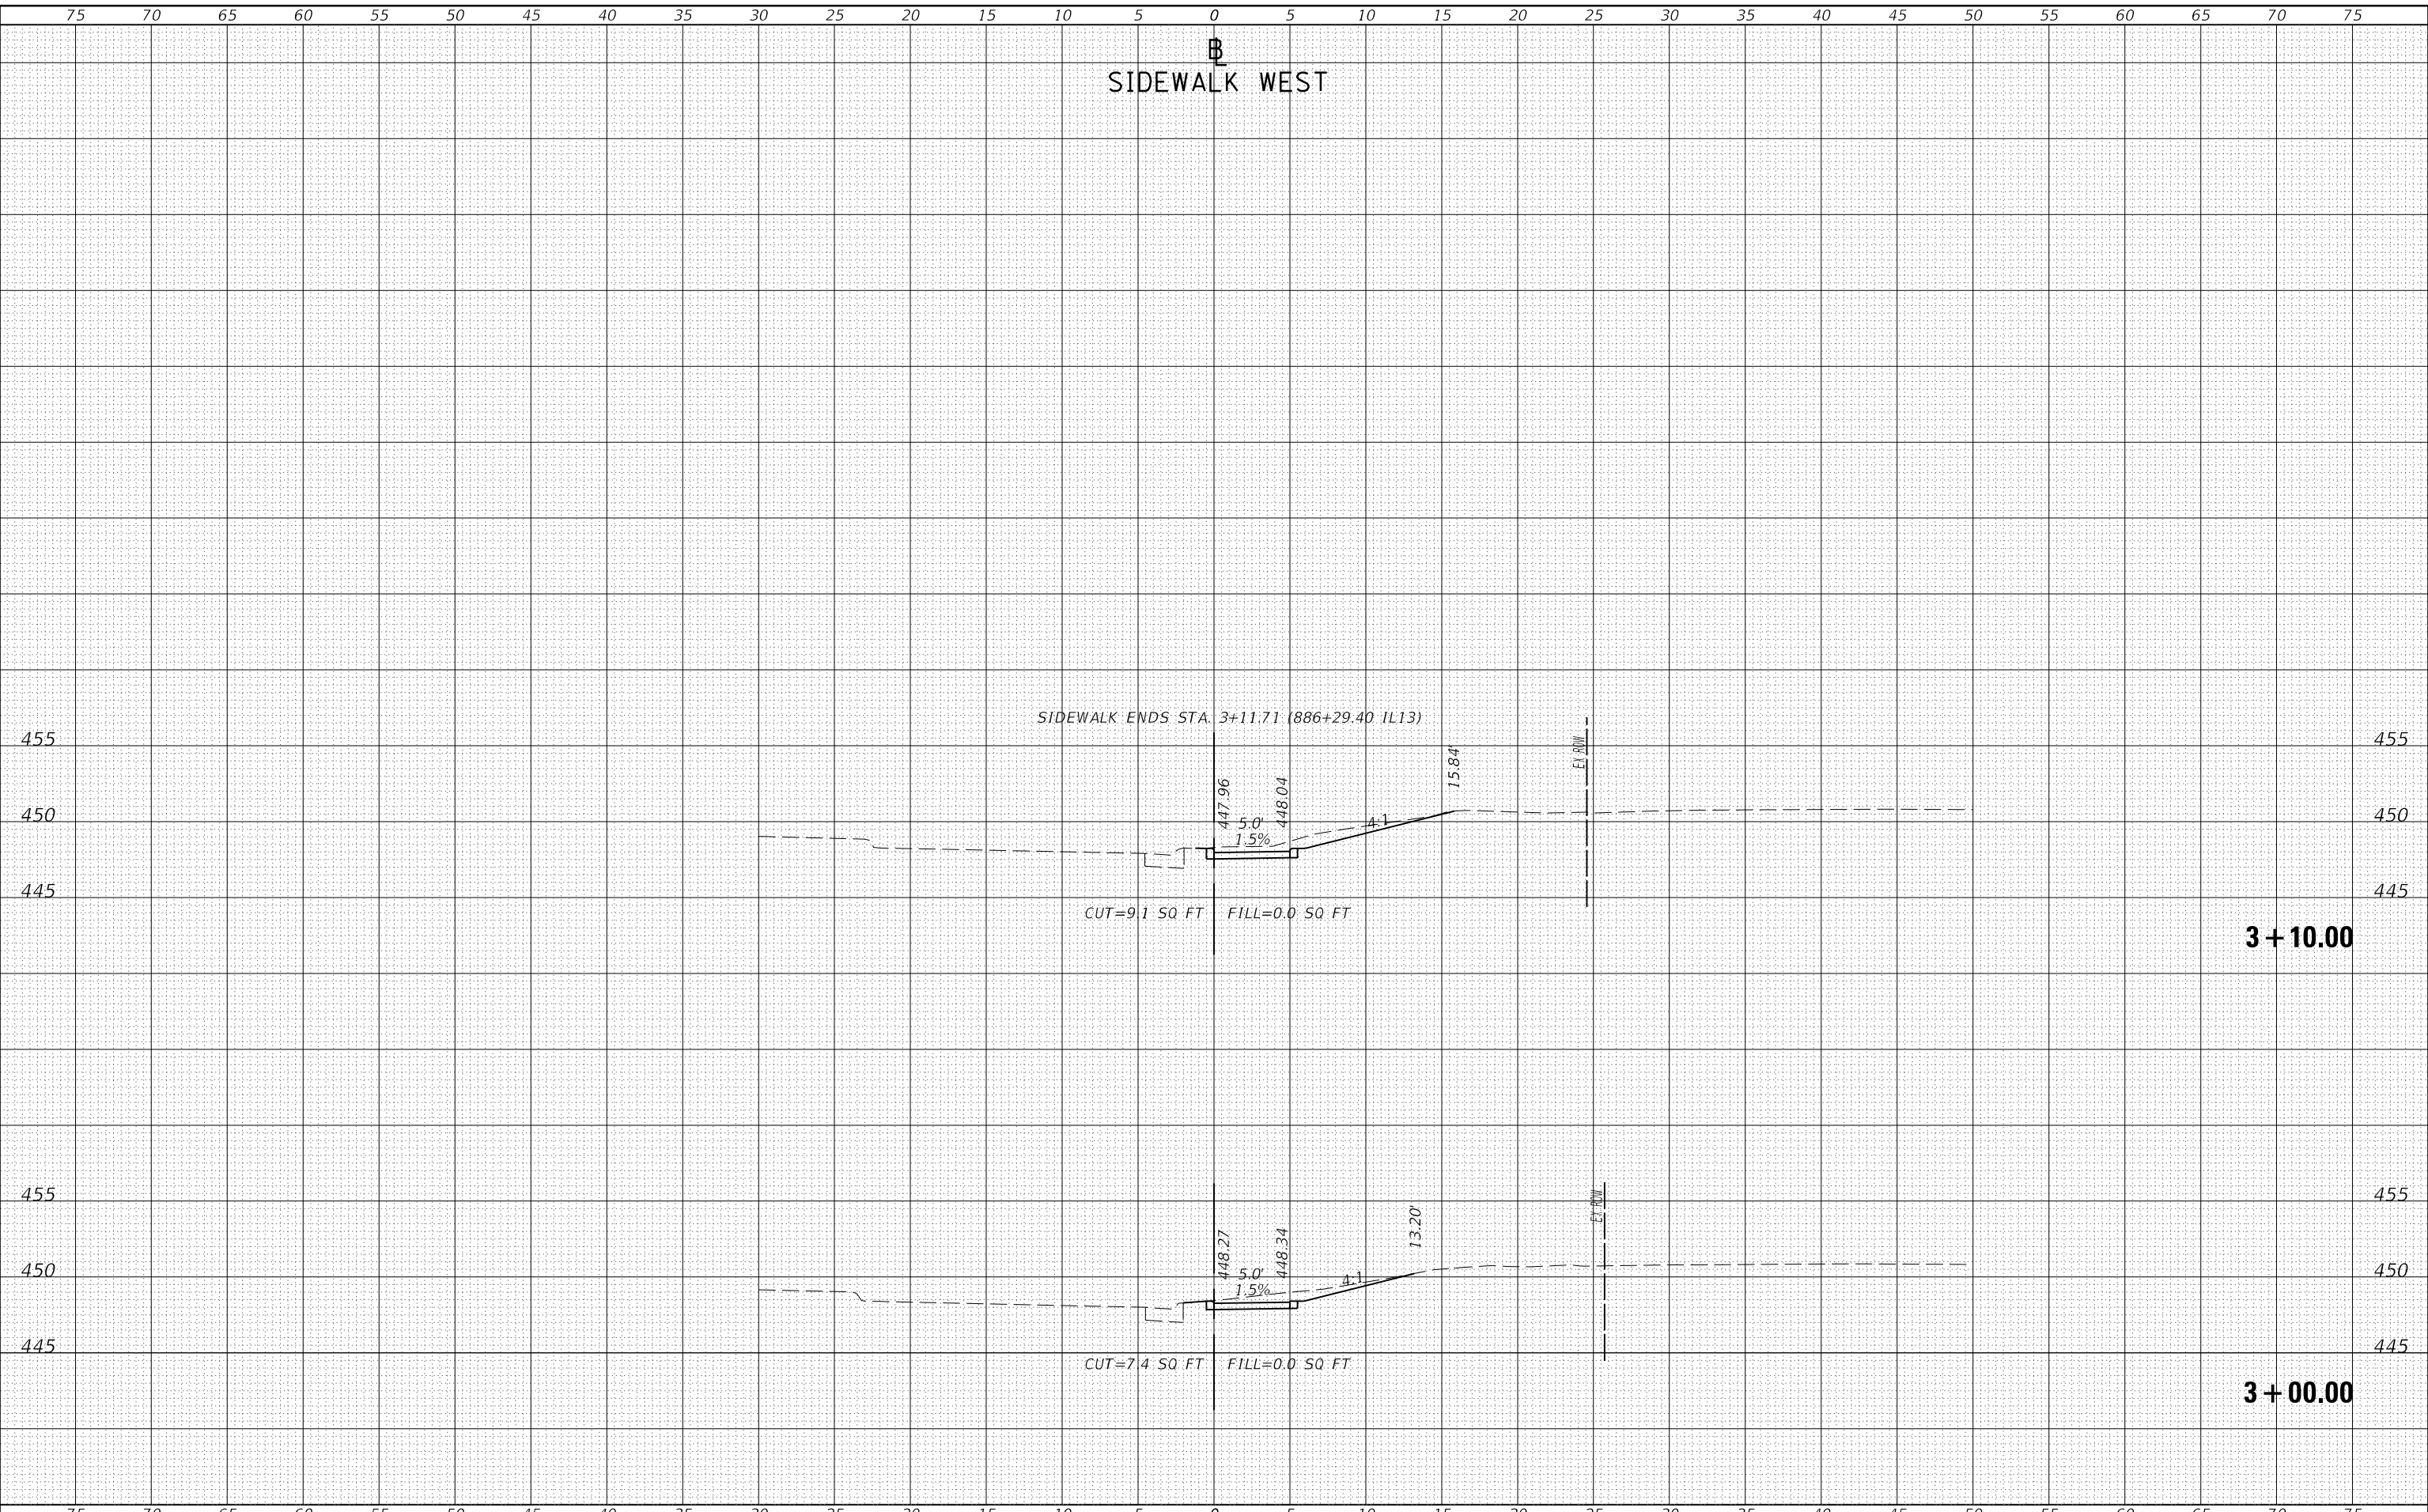 75 70 65 60 55 50 45 40 35 30 25 20 15 10 5 0 5 10 15 20 25 30 35 40 45 50 55 60 65 70 75
BL
SIDEWALK WEST
SIDEWALK ENDS STA. 3+11.71 (886+29.40 IL13)
455 455
15.84'
EX ROW
447.96
448.04
450 450
5.0'
4:1
1.5%
445 445
CUT=9.1 SQ FT FILL=0.0 SQ FT
3+10.00
455 455
EX ROW
13.20'
448.27
448.34
450 450
5.0'
4:1
1.5%
445 445
CUT=7.4 SQ FT FILL=0.0 SQ FT
3+00.00
75 70 65 60 55 50 45 40 35 30 25 20 15 10 5 0 5 10 15 20 25 30 35 40 45 50 55 60 65 70 75